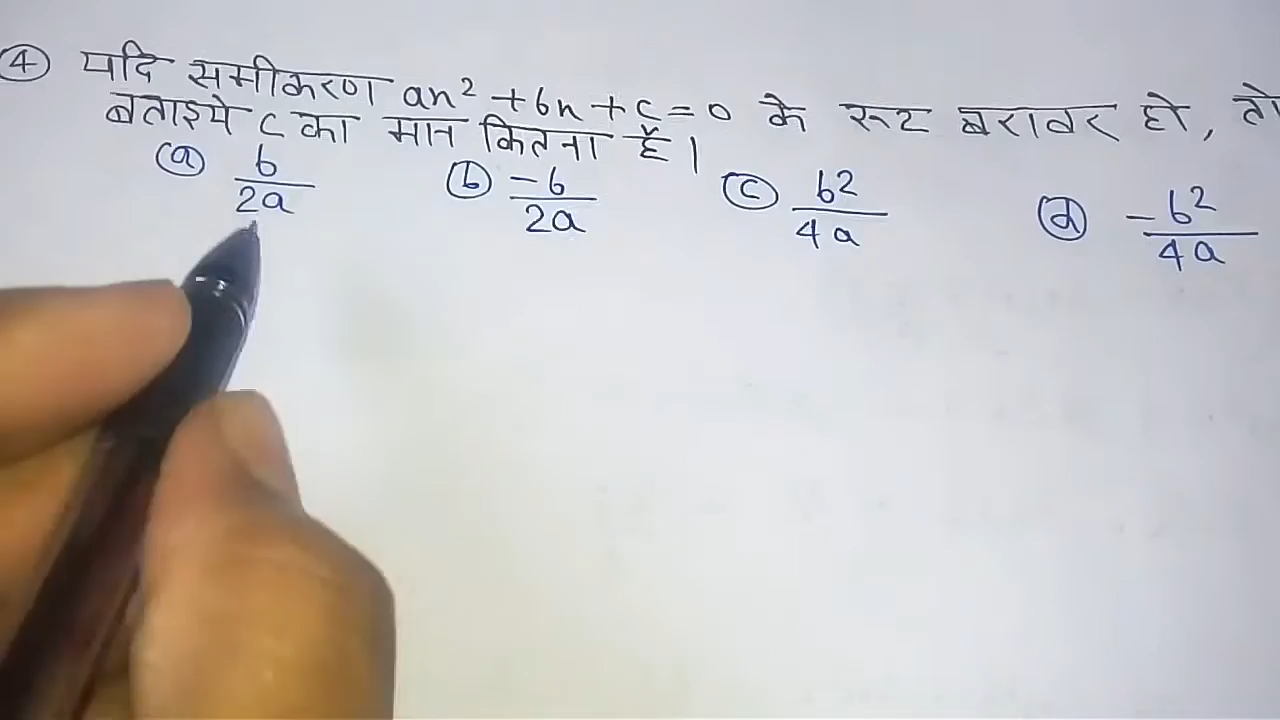 ④ यदि समीकरण ax² + bx + c = 0 के रूट बराबर हो, तो
बताइये c का मान कितना है।
ⓐ b/2a ⓑ -b/2a ⓒ b²/4a ⓓ -b²/4a